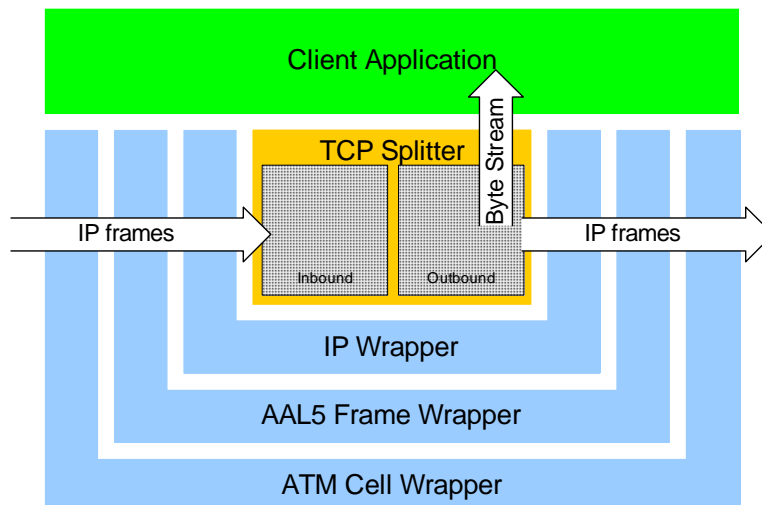 Client Application
TCP Splitter
Byte Stream
IP frames
IP frames
Inbound
Outbound
IP Wrapper
AAL5 Frame Wrapper
ATM Cell Wrapper